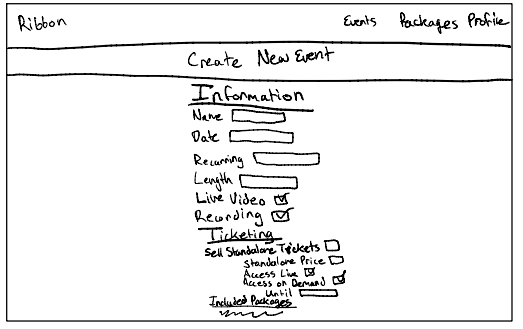 Ribbon Events Packages Profile
Create New Event
Information
Name
Date
Recurring
Length
Live Video
Recording
Ticketing
Sell Standalone Tickets
Standalone Price
Access Live
Access on Demand
Until
Included Packages